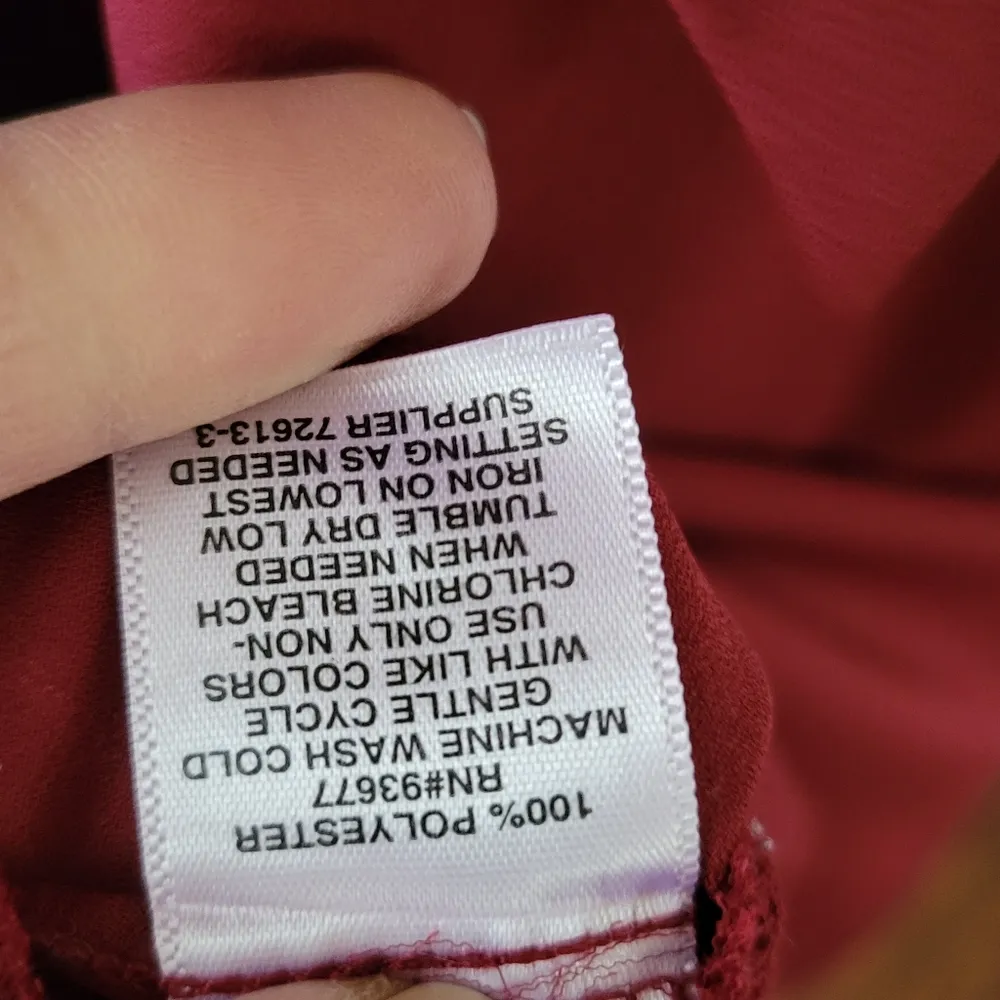 100% POLYESTER
RN#93677
MACHINE WASH COLD
GENTLE CYCLE
WITH LIKE COLORS
USE ONLY NON-
CHLORINE BLEACH
WHEN NEEDED
TUMBLE DRY LOW
IRON ON LOWEST
SETTING AS NEEDED
SUPPLIER 72613-3